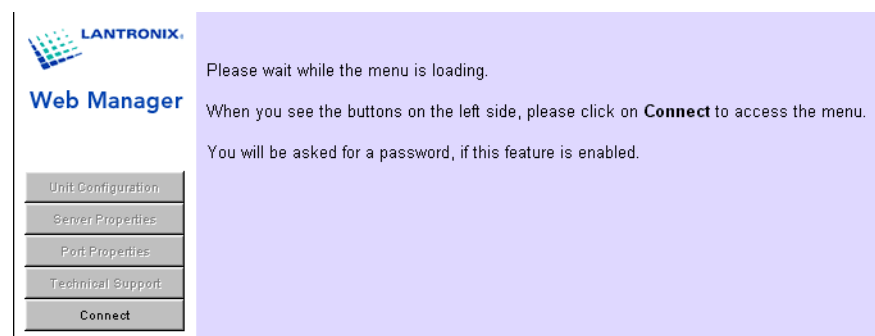 LANTRONIX®
Web Manager
Unit Configuration
Server Properties
Port Properties
Technical Support
Connect
Please wait while the menu is loading.
When you see the buttons on the left side, please click on Connect to access the menu.
You will be asked for a password, if this feature is enabled.